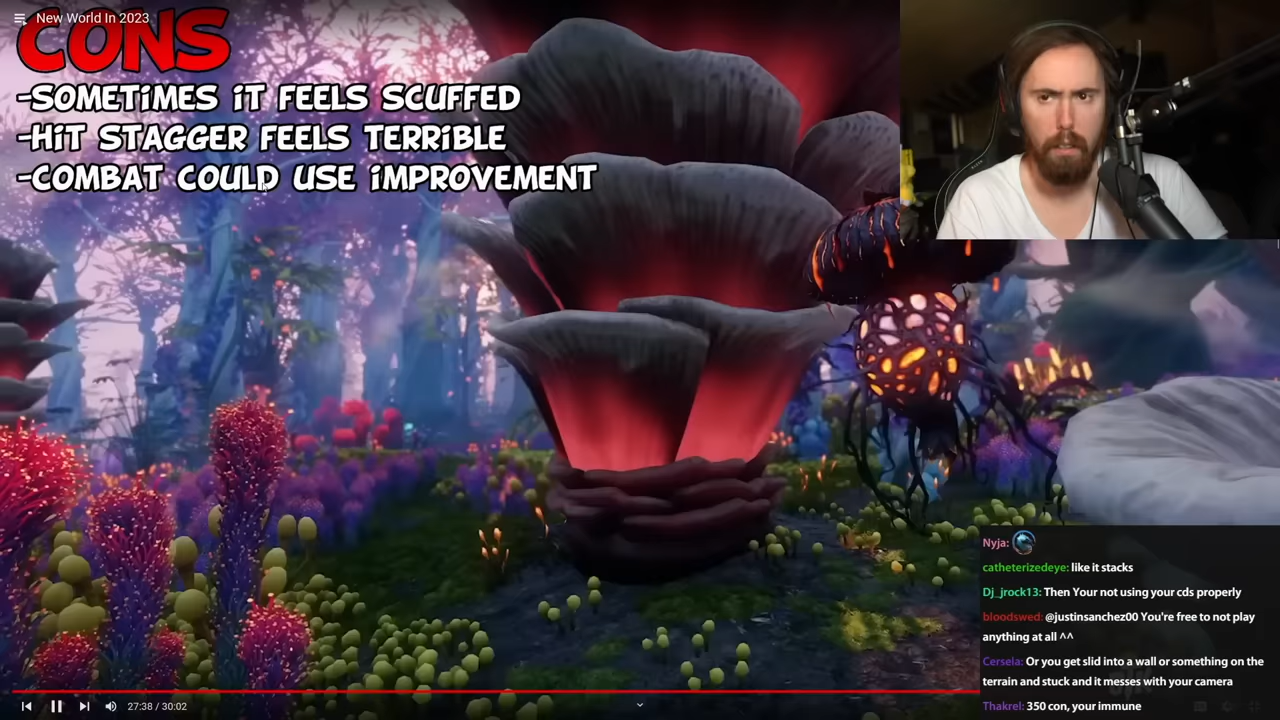 New World In 2023
CONS
-SOMETIMES IT FEELS SCUFFED
-HIT STAGGER FEELS TERRIBLE
-COMBAT COULD USE IMPROVEMENT
Nyja:
catheterizedeye: like it stacks
Dj_jrock13: Then Your not using your cds properly
bloodswed: @justinsanchez00 You're free to not play
anything at all ^^
Cerseia: Or you get slid into a wall or something on the
terrain and stuck and it messes with your camera
Thakrel: 350 con, your immune
27:38 / 30:02